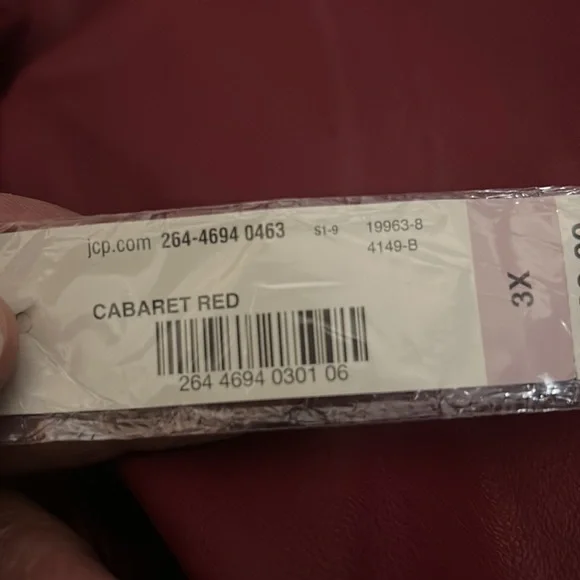 jcp.com 264-4694 0463 S1-9 19963-8
4149-B
CABARET RED
264 4694 0301 06
3X